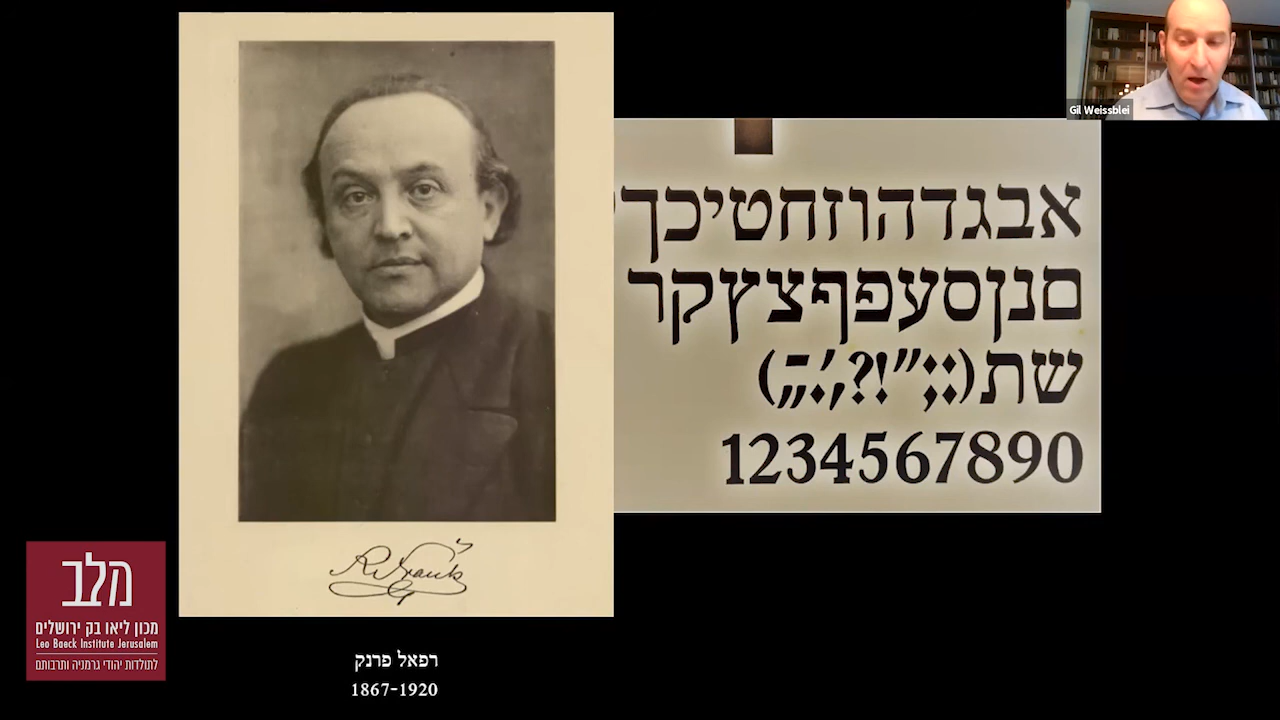 Gil Weissblei
אבגדהוזחטיכך
םנןסעפףצץקר
שת(:;"!?,.'-„)
1234567890
R. Frank
רפאל פרנק
1867-1920
מלב
מכון ליאו בק ירושלים
Leo Baeck Institute Jerusalem
לתולדות יהודי גרמניה ותרבותם